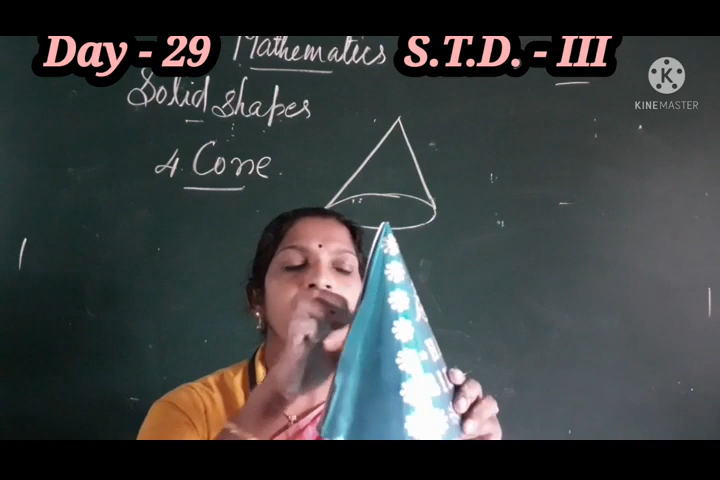 Day - 29 Mathematics S.T.D. - III
Solid shapes
4. Cone.
K
KINEMASTER